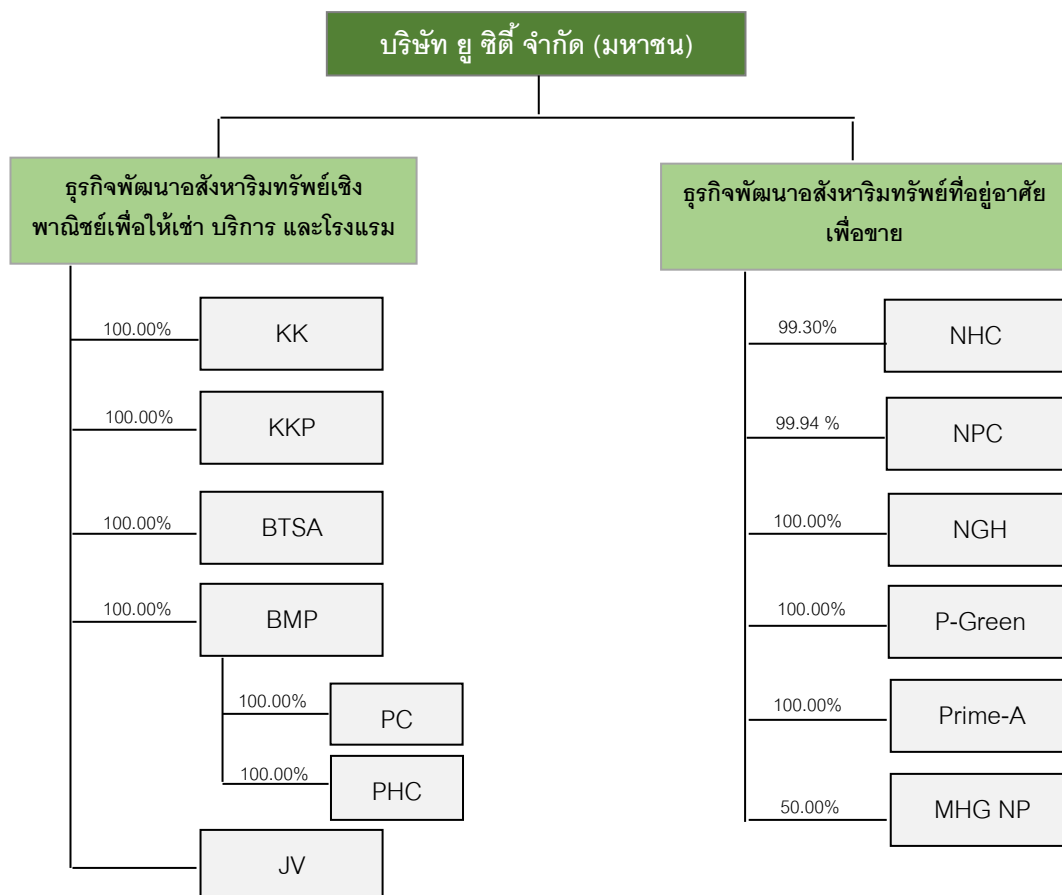 บริษัท ยู ซิตี้ จำกัด (มหาชน)
ธุรกิจพัฒนาอสังหาริมทรัพย์เชิง
พาณิชย์เพื่อให้เช่า บริการ และโรงแรม
100.00%
KK
100.00%
KKP
100.00%
BTSA
100.00%
BMP
100.00%
PC
100.00%
PHC
JV
ธุรกิจพัฒนาอสังหาริมทรัพย์ที่อยู่อาศัย
เพื่อขาย
99.30%
NHC
99.94 %
NPC
100.00%
NGH
100.00%
P-Green
100.00%
Prime-A
50.00%
MHG NP